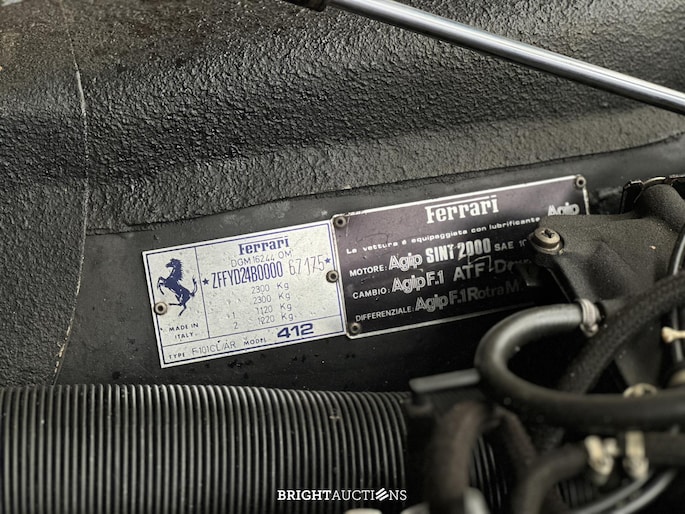 Ferrari
DGM 16244 OM
*ZFFYD24B0000 67175*
2300 Kg
2300 Kg
1 1120 Kg
2 1220 Kg
MADE IN
ITALY
TYPE F101CL/AR MODEL 412
Ferrari
La vettura è equipaggiata con lubrificante Agip
MOTORE: Agip SINT 2000 SAE
CAMBIO: Agip F.1 ATF
DIFFERENZIALE: Agip F.1 Rotra
BRIGHTAUCTIONS